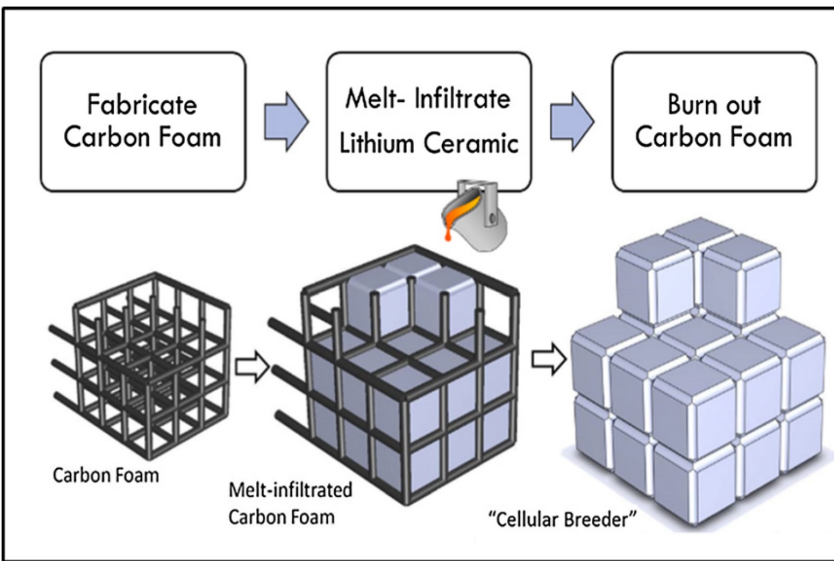 Fabricate
Carbon Foam
Melt- Infiltrate
Lithium Ceramic
Burn out
Carbon Foam
Carbon Foam
Melt-infiltrated
Carbon Foam
“Cellular Breeder”